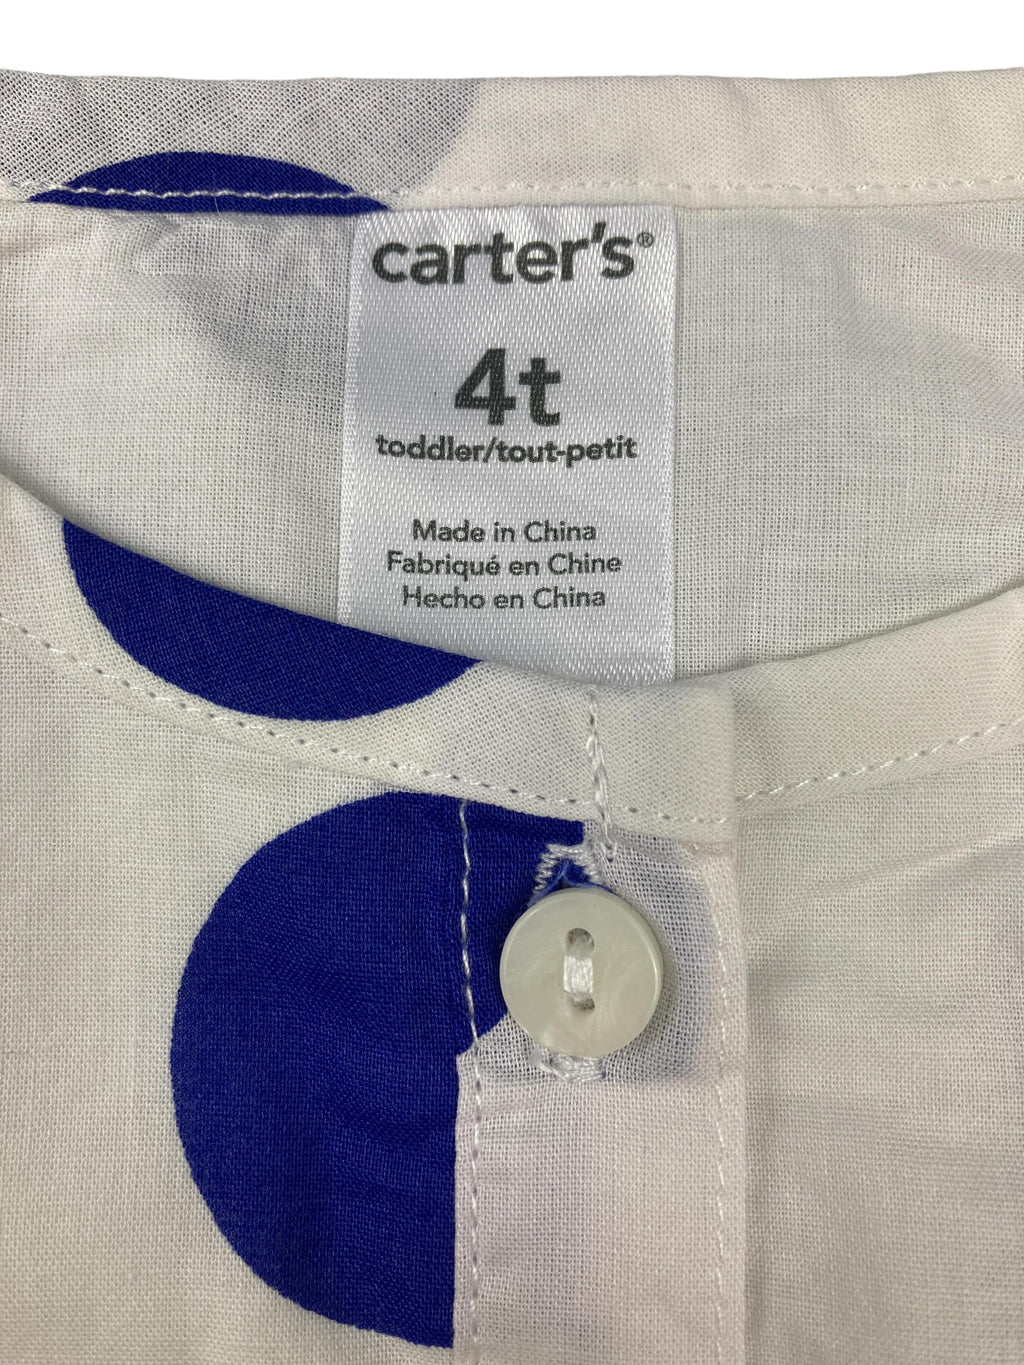 carter's®
4t
toddler/tout-petit
Made in China
Fabriqué en Chine
Hecho en China